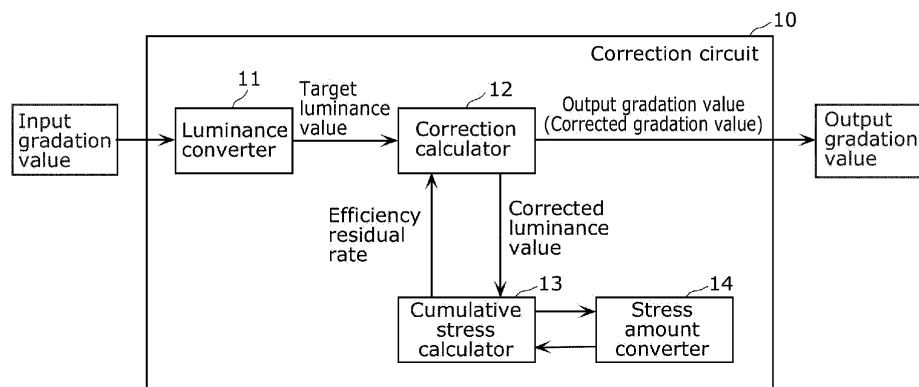 10
Correction circuit
11
Target
luminance
value
12
Output gradation value
(Corrected gradation value)
Input
gradation
value
Luminance
converter
Correction
calculator
Output
gradation
value
Efficiency
residual
rate
Corrected
luminance
value
13
14
Cumulative
stress
calculator
Stress
amount
converter